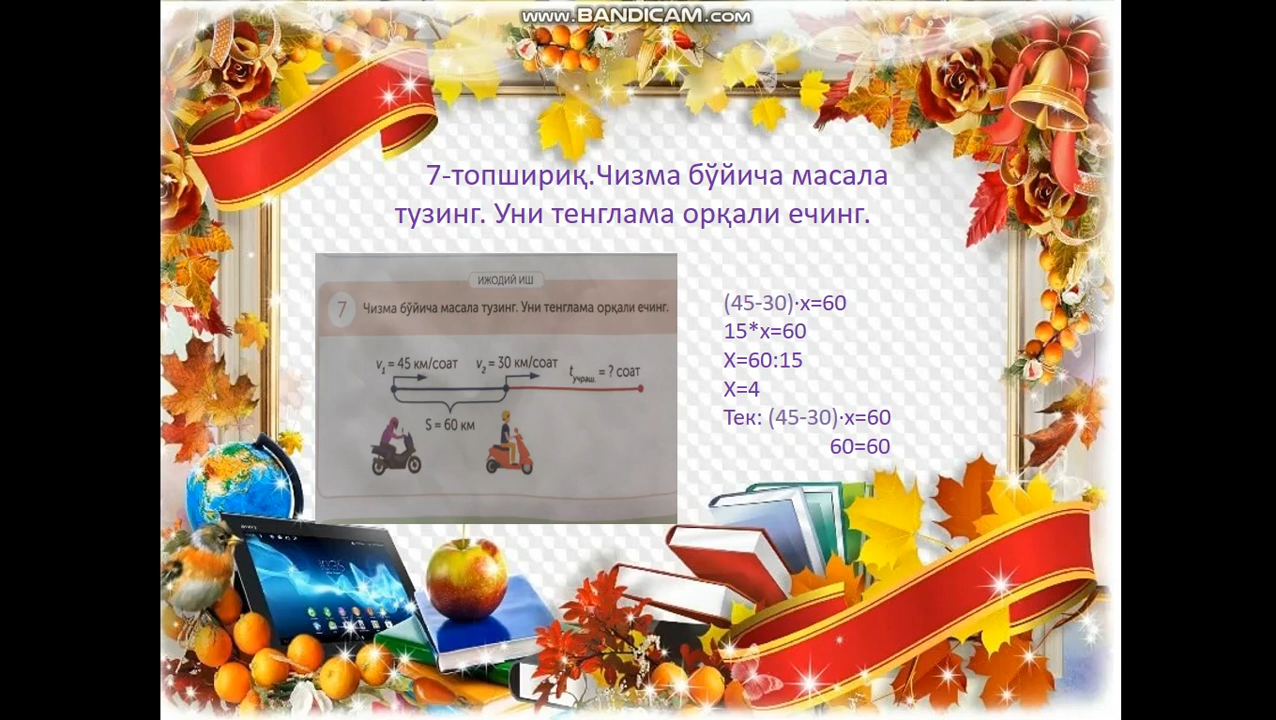 www.BANDICAM.com
7-топшириқ.Чизма бўйича масала
тузинг. Уни тенглама орқали ечинг.
ИЖОДИЙ ИШ
7 Чизма бўйича масала тузинг. Уни тенглама орқали ечинг.
v₁ = 45 км/соат v₂ = 30 км/соат tучраш. = ? соат
S = 60 км
(45-30)·x=60
15*x=60
X=60:15
X=4
Тек: (45-30)·x=60
60=60